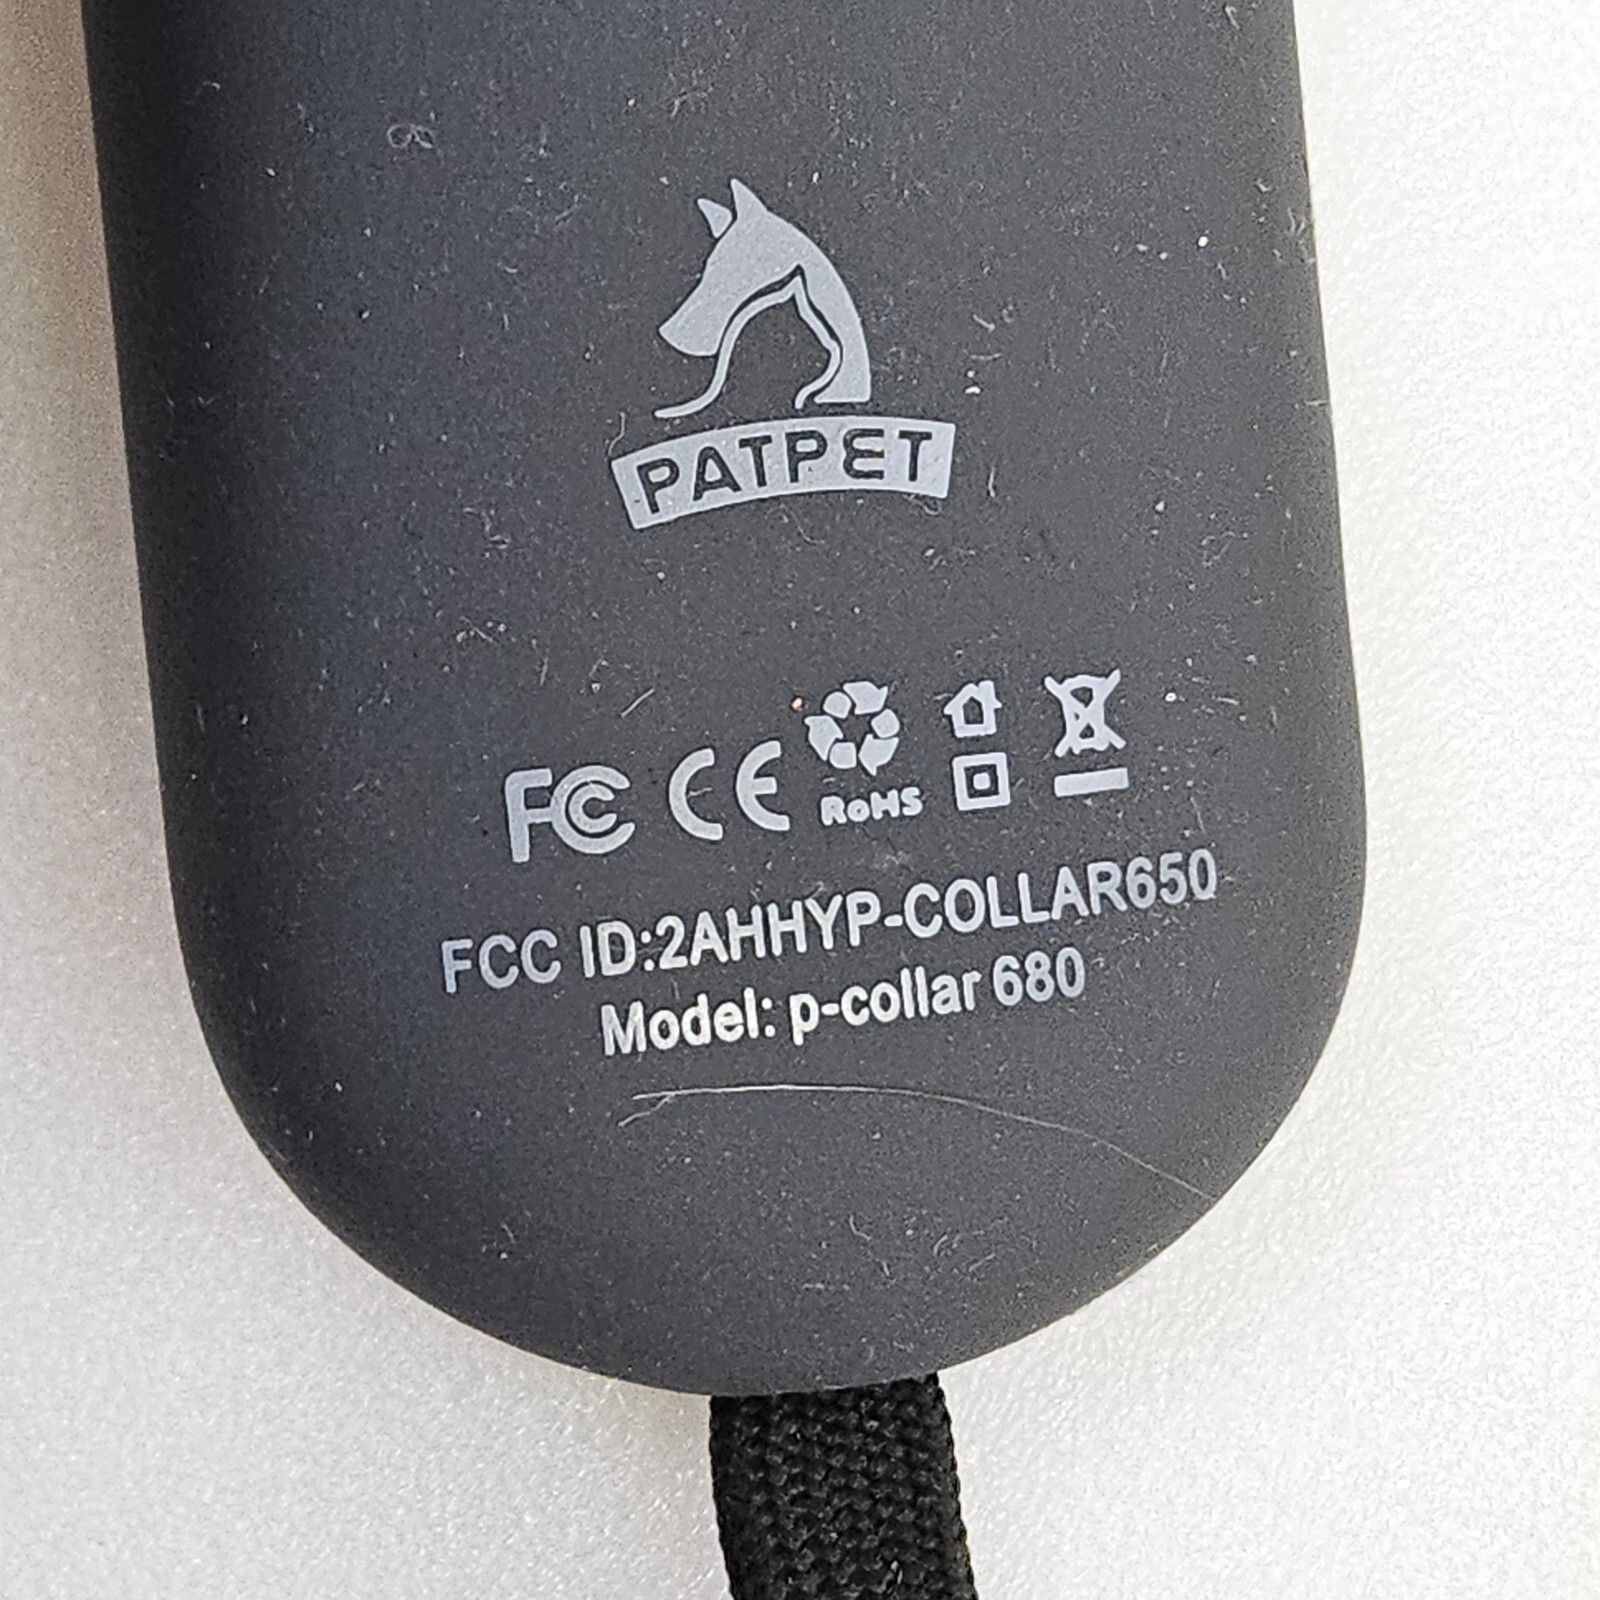 PATPET
FC CE RoHS
FCC ID:2AHHYP-COLLAR650
Model: p-collar 680